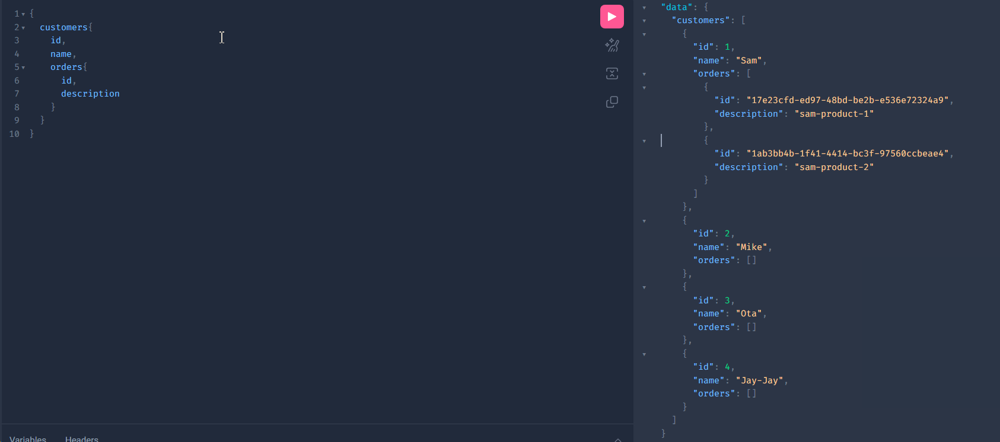 1 {
2 customers{
3 id,
4 name,
5 orders{
6 id,
7 description
8 }
9 }
10 }
Variables Headers
"data": {
"customers": [
{
"id": 1,
"name": "Sam",
"orders": [
{
"id": "17e23cfd-ed97-48bd-be2b-e536e72324a9",
"description": "sam-product-1"
},
{
"id": "1ab3bb4b-1f41-4414-bc3f-97560ccbeae4",
"description": "sam-product-2"
}
]
},
{
"id": 2,
"name": "Mike",
"orders": []
},
{
"id": 3,
"name": "Ota",
"orders": []
},
{
"id": 4,
"name": "Jay-Jay",
"orders": []
}
]
}